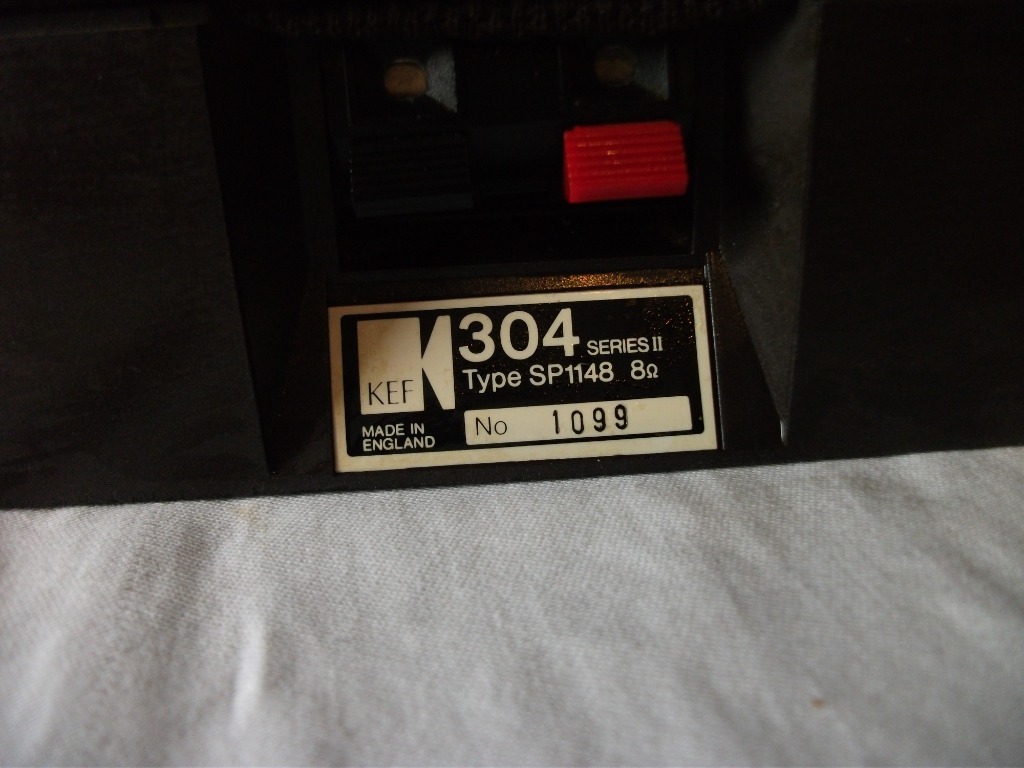 KEF
304 SERIES II
Type SP1148 8Ω
No 1099
MADE IN
ENGLAND